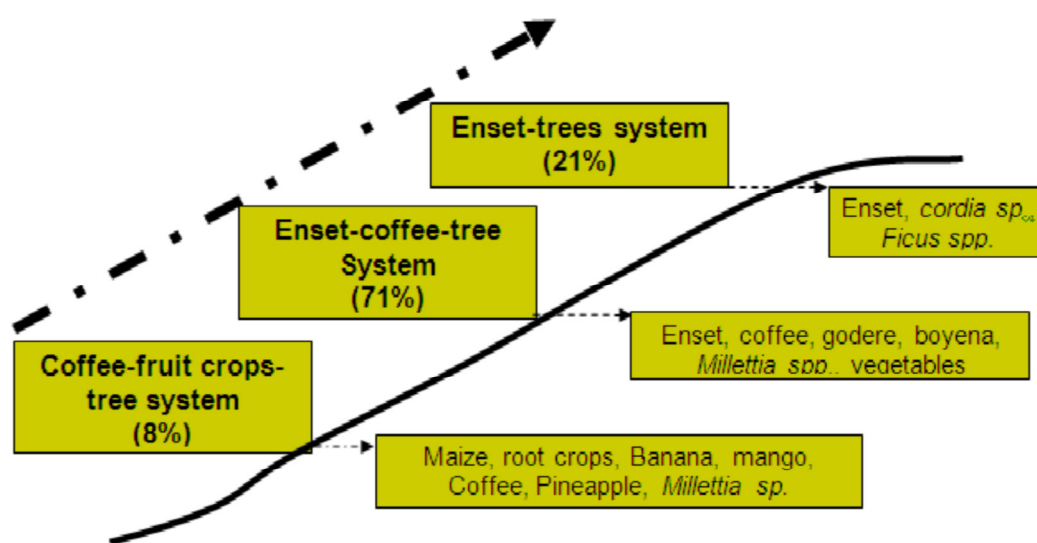 Enset-trees system
(21%)
Enset, cordia sp
Ficus spp.
Enset-coffee-tree
System
(71%)
Enset, coffee, godere, boyena,
Millettia spp., vegetables
Coffee-fruit crops-
tree system
(8%)
Maize, root crops, Banana, mango,
Coffee, Pineapple, Millettia sp.